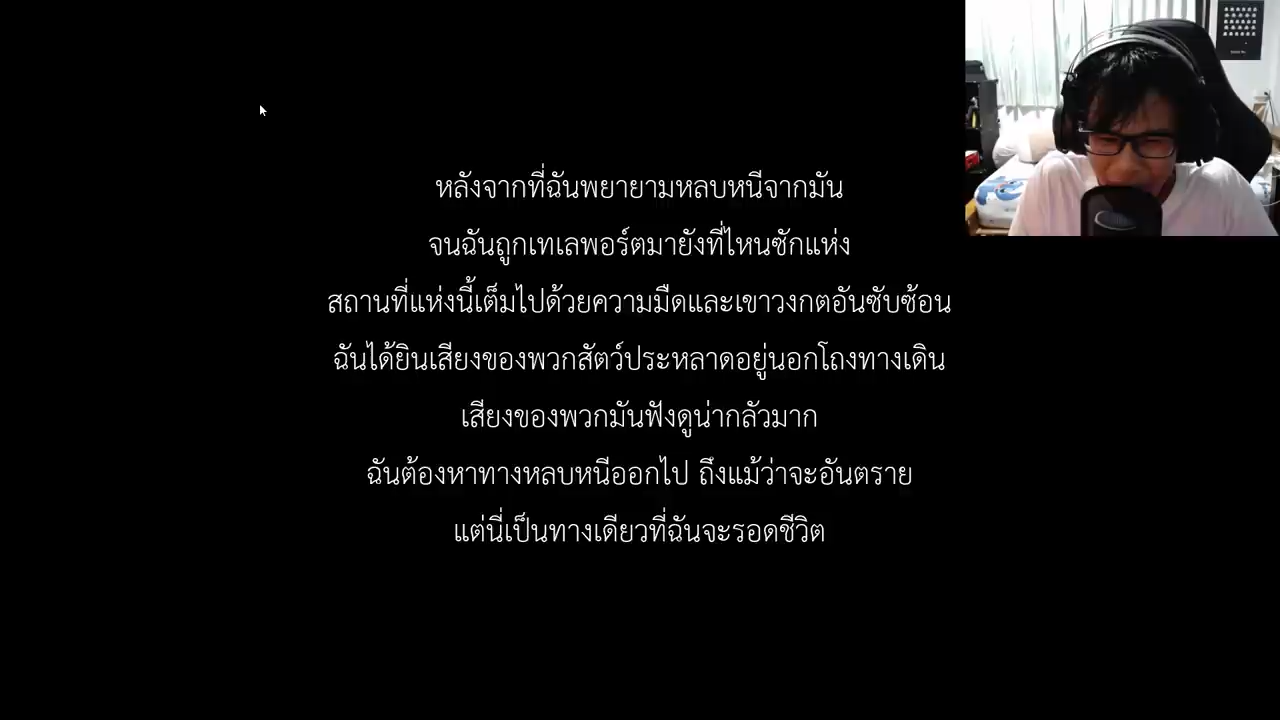 หลังจากที่ฉันพยายามหลบหนีจากมัน
จนฉันถูกเทเลพอร์ตมายังที่ไหนซักแห่ง
สถานที่แห่งนี้เต็มไปด้วยความมืดและเขาวงกตอันซับซ้อน
ฉันได้ยินเสียงของพวกสัตว์ประหลาดอยู่นอกโถงทางเดิน
เสียงของพวกมันฟังดูน่ากลัวมาก
ฉันต้องหาทางหลบหนีออกไป ถึงแม้ว่าจะอันตราย
แต่นี่เป็นทางเดียวที่ฉันจะรอดชีวิต